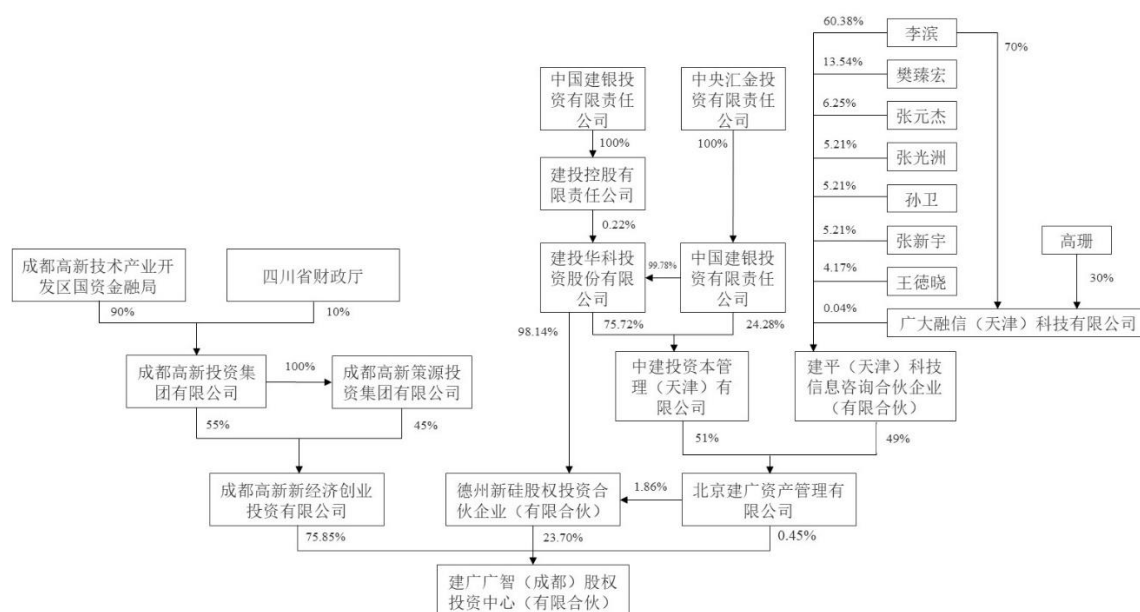 60.38%
李滨
70%
13.54%
樊臻宏
中国建银投
资有限责任
公司
中央汇金投
资有限责任
公司
6.25%
张元杰
100%
100%
5.21%
张光洲
建投控股有
限责任公司
5.21%
孙卫
0.22%
5.21%
张新宇
高珊
成都高新技术产业开
发区国资金融局
四川省财政厅
建投华科投
资股份有限
公司
99.78%
中国建银投
资有限责任
公司
4.17%
王德晓
30%
90%
10%
0.04%
广大融信（天津）科技有限公司
98.14%
75.72%
24.28%
成都高新投资集
团有限公司
100%
成都高新策源投
资集团有限公司
中建投资本管
理（天津）有
限公司
建平（天津）科技
信息咨询合伙企业
（有限合伙）
55%
45%
51%
49%
成都高新新经济创业
投资有限公司
德州新硅股权投资合
伙企业（有限合伙）
1.86%
北京建广资产管理有
限公司
75.85%
23.70%
0.45%
建广广智（成都）股权
投资中心（有限合伙）